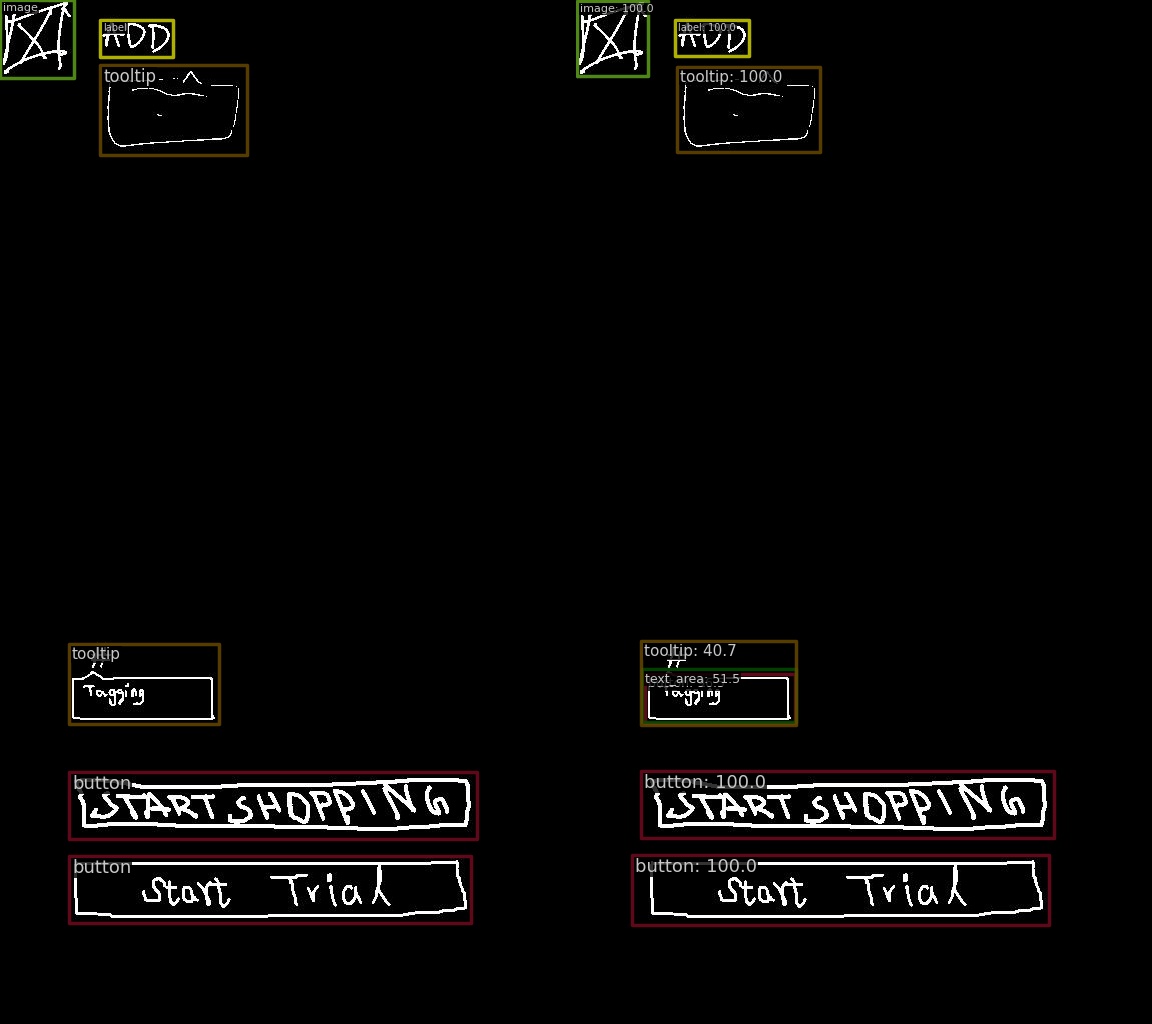 image
image: 100.0
label
label: 100.0
ADD
ADD
tooltip
tooltip: 100.0
tooltip
tooltip: 40.7
text_area: 51.5
Tagging
Tagging
button
button: 100.0
START SHOPPING
START SHOPPING
button
button: 100.0
Start Trial
Start Trial